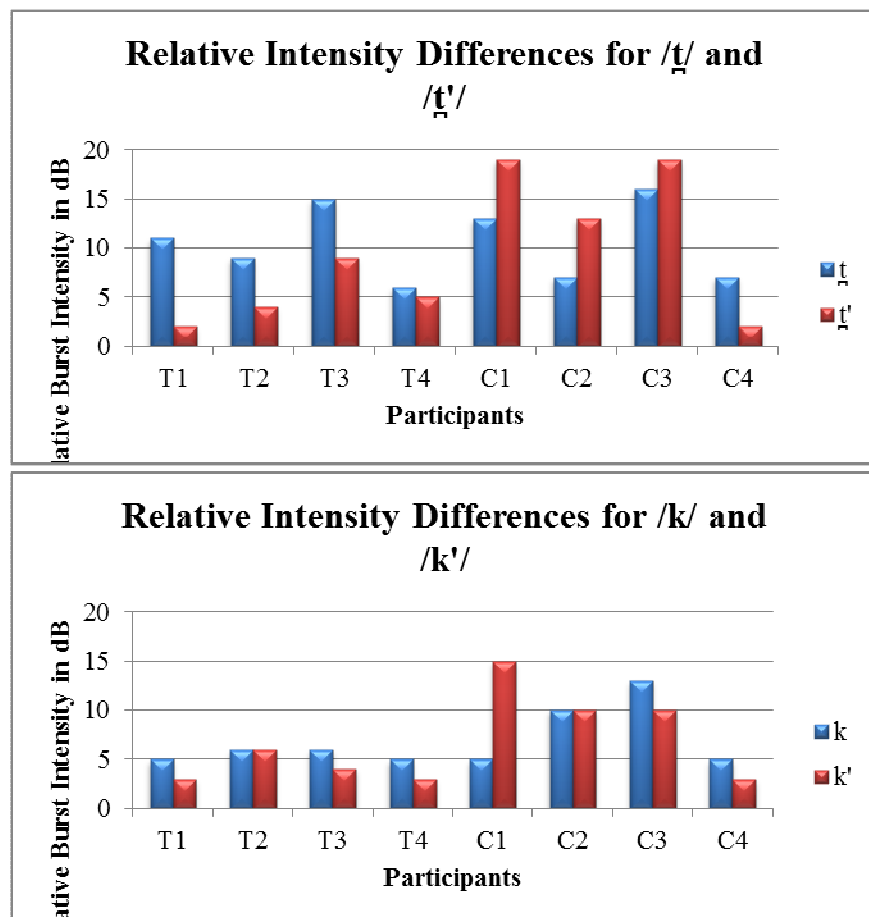 Relative Intensity Differences for /t̪/ and
/t̪'/
20
15
10
5
0
T1 T2 T3 T4 C1 C2 C3 C4
Participants
Burst Intensity in dB
t̪
t̪'
Relative Intensity Differences for /k/ and
/k'/
20
15
10
5
0
T1 T2 T3 T4 C1 C2 C3 C4
Participants
Burst Intensity in dB
k
k'